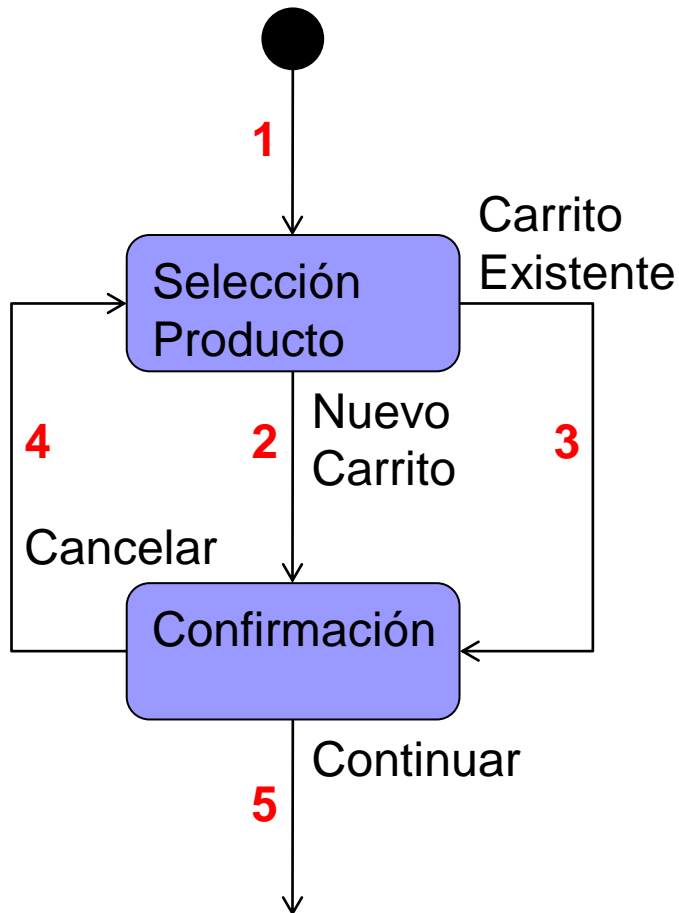 1
Carrito
Existente
Selección
Producto
4
2
Nuevo
Carrito
3
Cancelar
Confirmación
Continuar
5